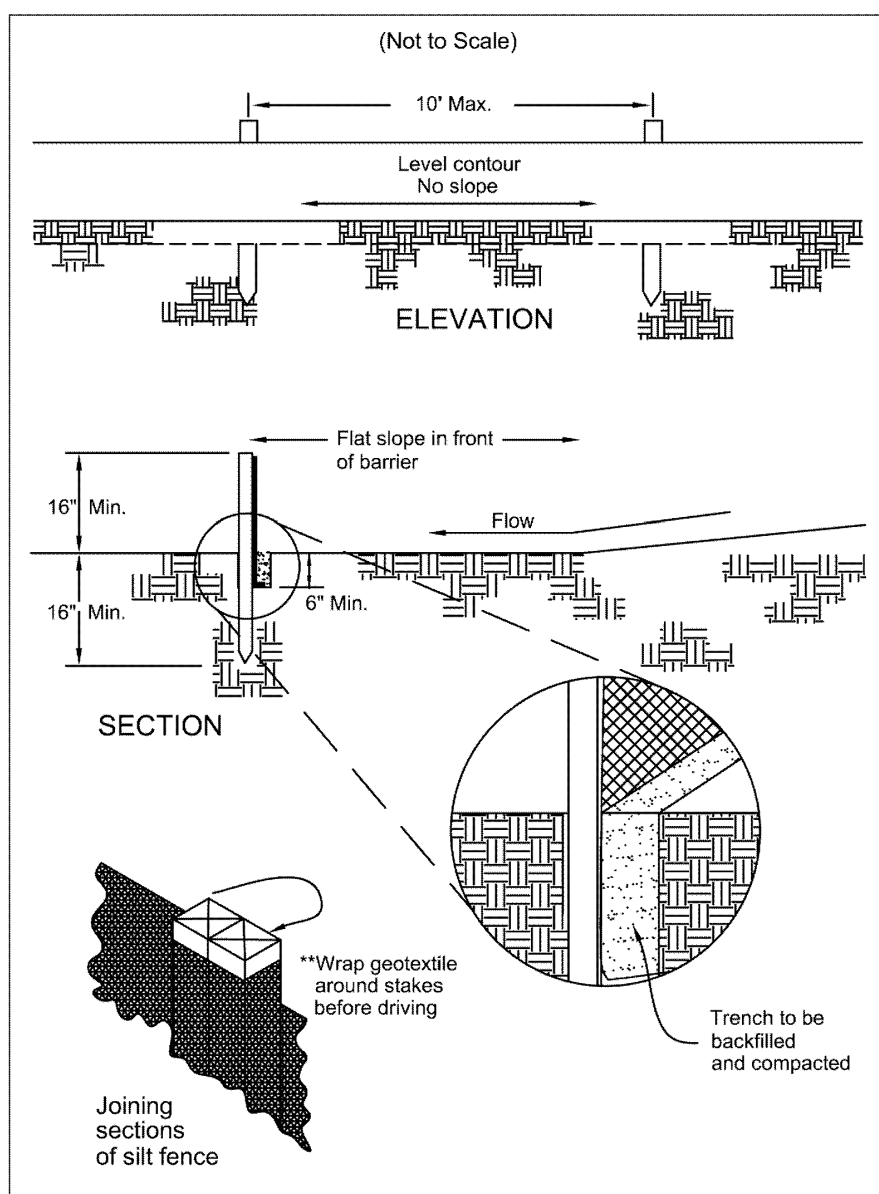 (Not to Scale)
10' Max.
Level contour
No slope
ELEVATION
Flat slope in front
of barrier
16" Min.
Flow
16" Min.
6" Min.
SECTION
**Wrap geotextile
around stakes
before driving
Trench to be
backfilled
and compacted
Joining
sections
of silt fence